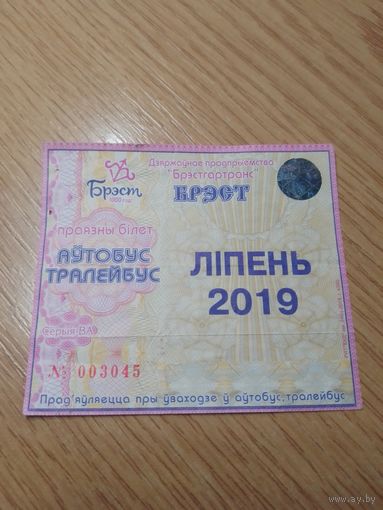 Дзяржаўнае прадпрыемства
"Брэстгартранс"
БРЭСТ
Брэст
1000 год
праязны білет
АЎТОБУС
ТРАЛЕЙБУС
ЛІПЕНЬ
2019
Серыя ВА
№ 003045
Прад'яўляецца пры ўваходзе ў аўтобус, тралейбус
www.ay.by